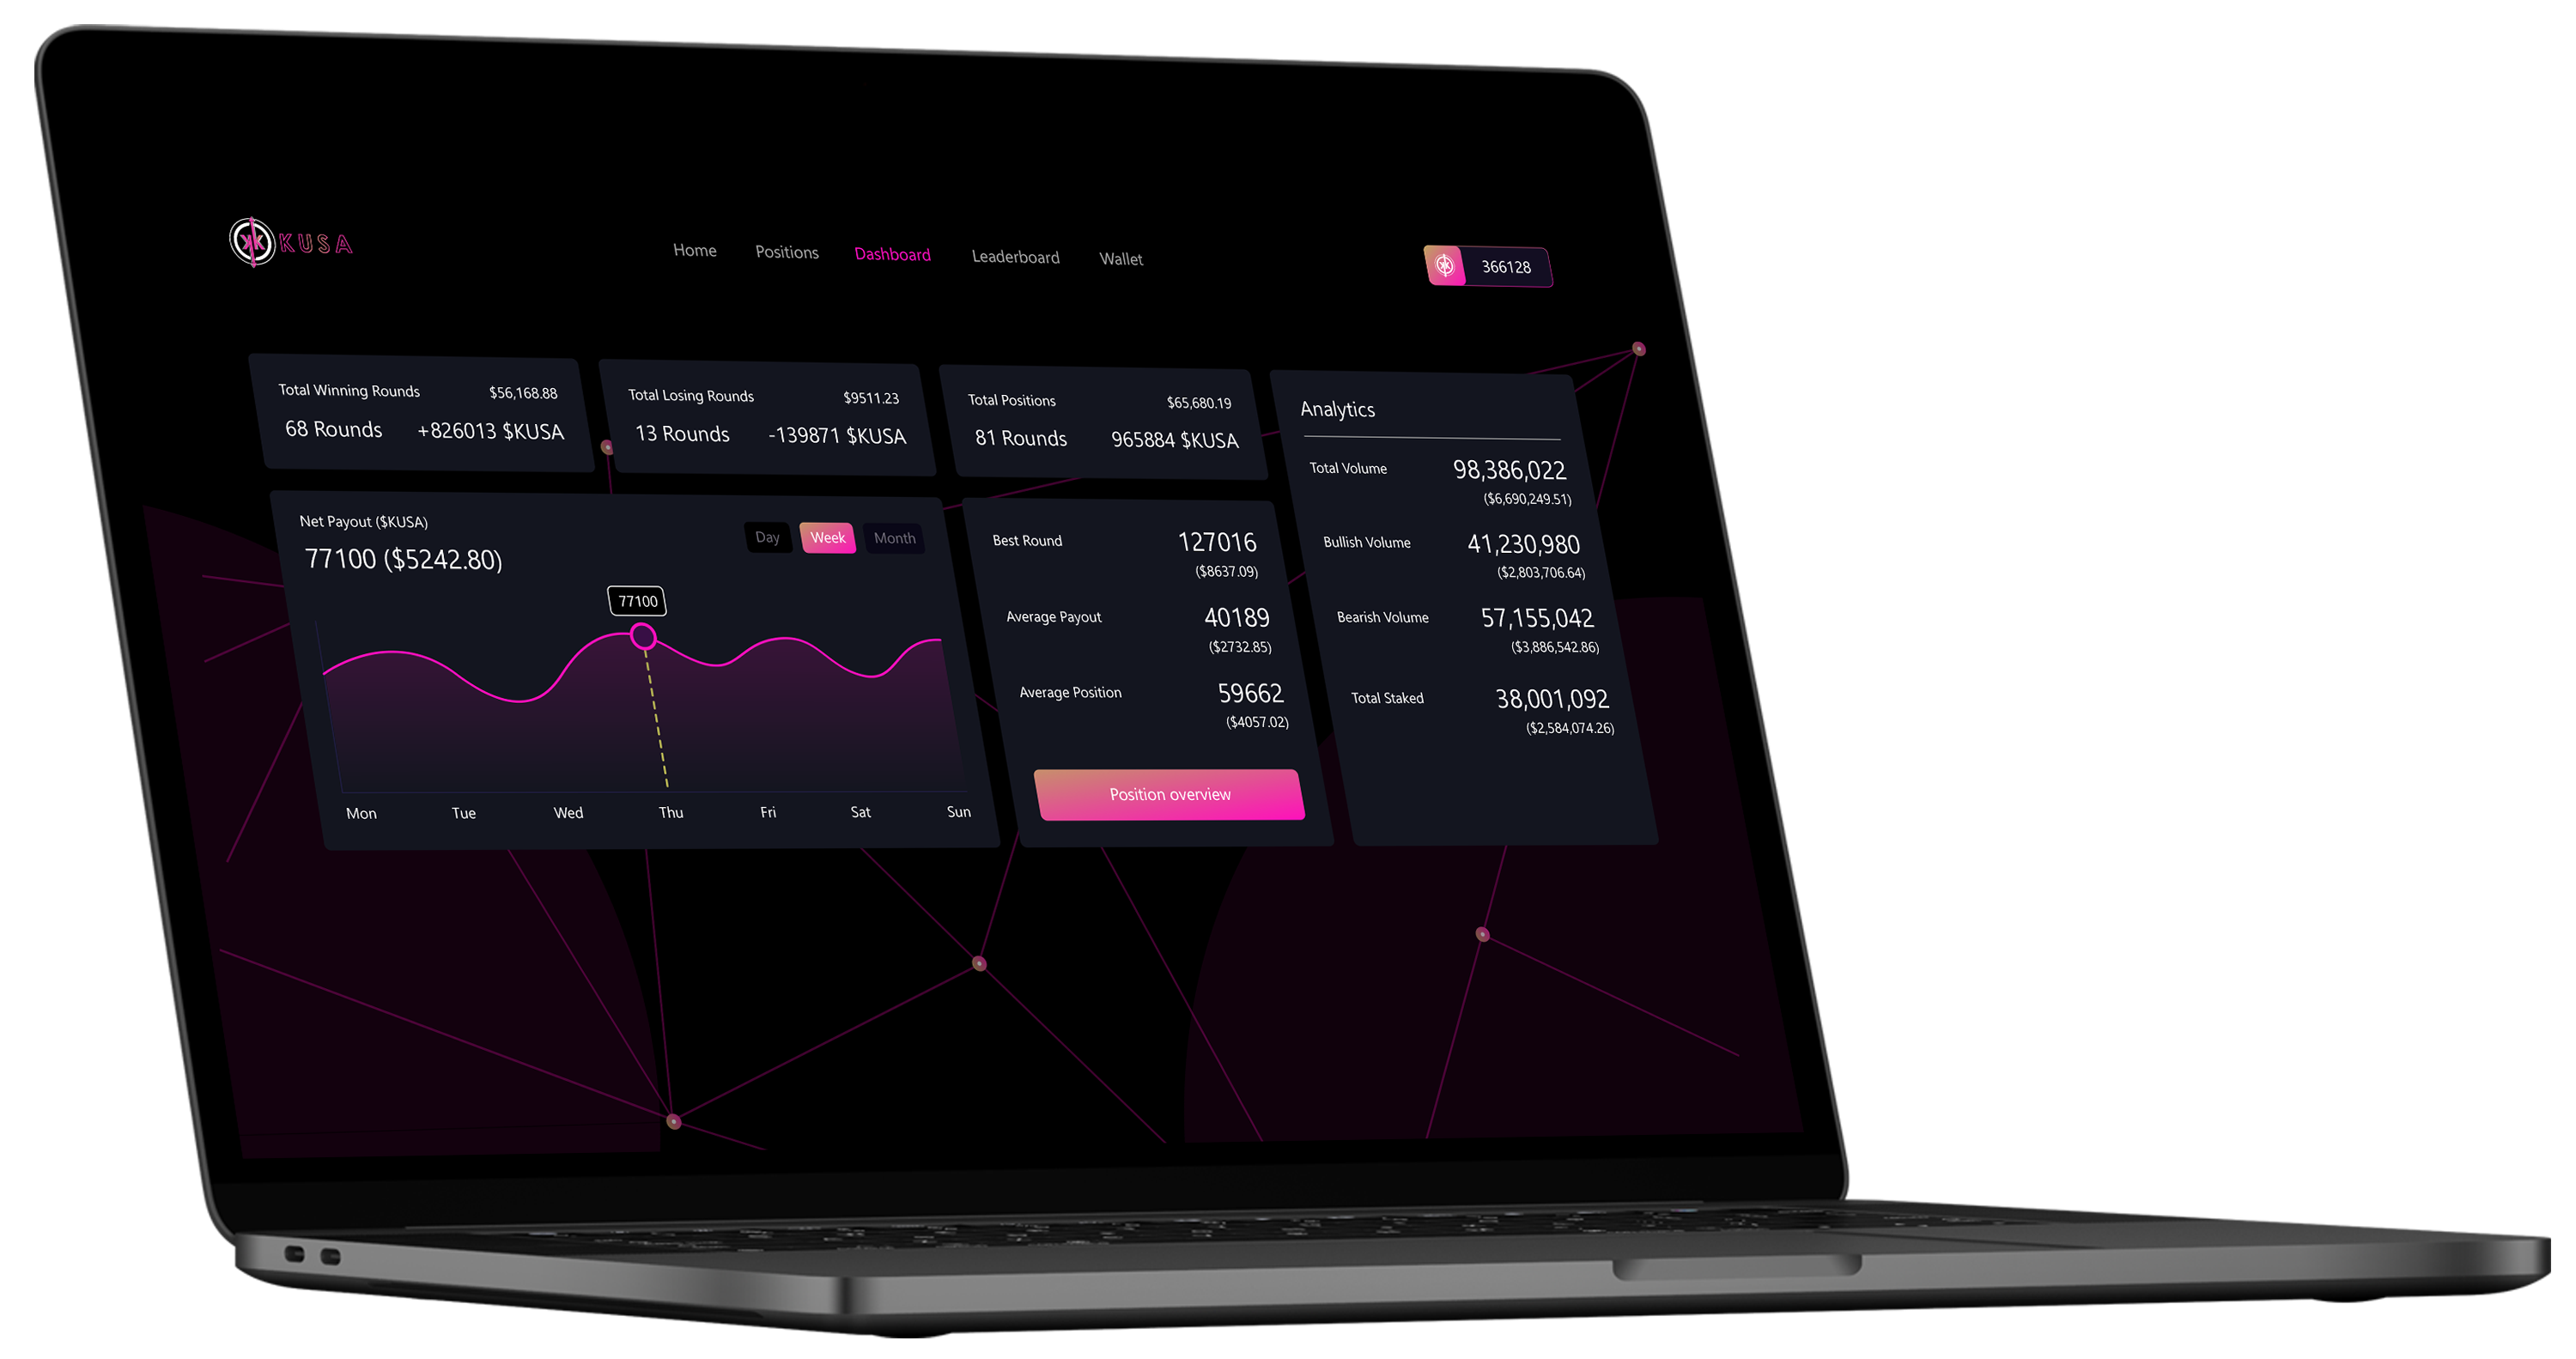 KUSA
Home Positions Dashboard Leaderboard Wallet
366128
Total Winning Rounds $56,168.88
68 Rounds +826013 $KUSA
Total Losing Rounds $9511.23
13 Rounds -139871 $KUSA
Total Positions $65,680.19
81 Rounds 965884 $KUSA
Net Payout ($KUSA)
77100 ($5242.80)
Day Week Month
77100
Mon Tue Wed Thu Fri Sat Sun
Best Round 127016
($8637.09)
Average Payout 40189
($2732.85)
Average Position 59662
($4057.02)
Position overview
Analytics
Total Volume 98,386,022
($6,690,249.51)
Bullish Volume 41,230,980
($2,803,706.64)
Bearish Volume 57,155,042
($3,886,542.86)
Total Staked 38,001,092
($2,584,074.26)